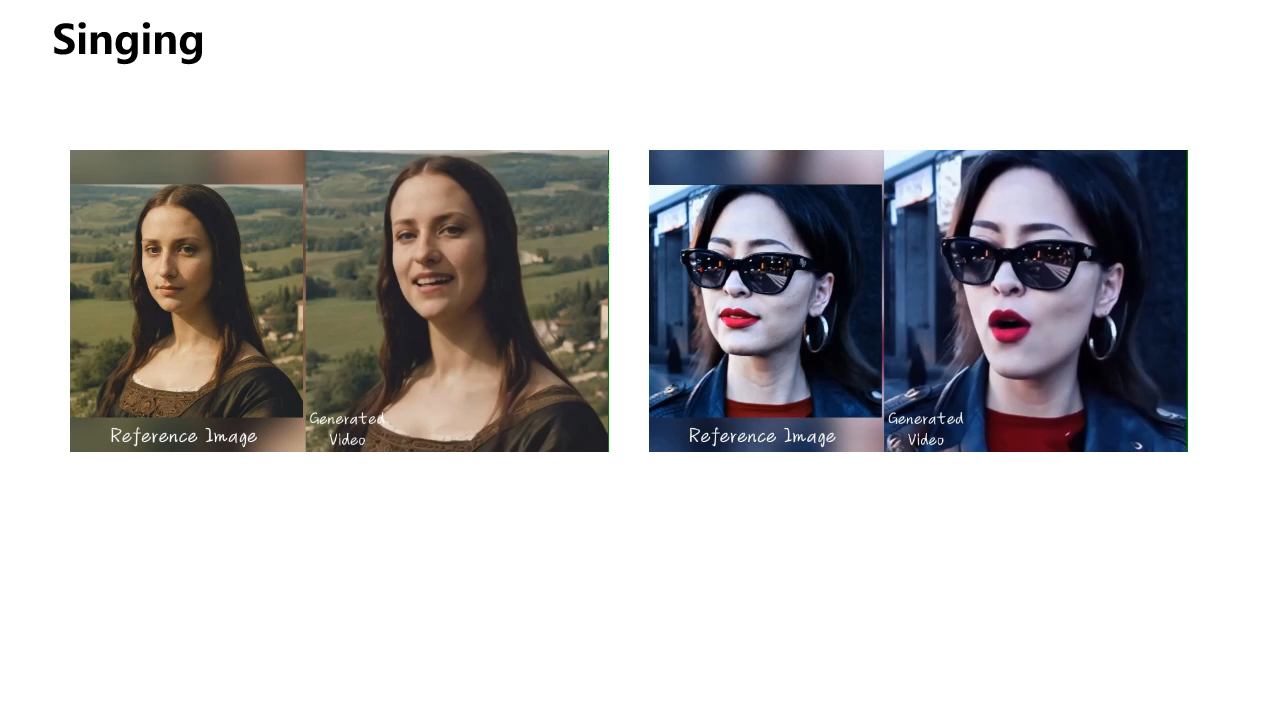 Singing
Reference Image
Generated
Video
Reference Image
Generated
Video